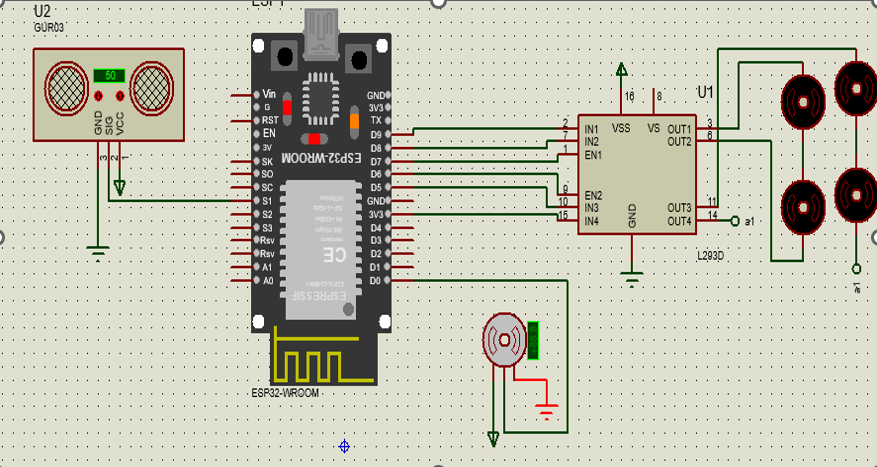 U2
GUR03
50
GND
SIG
VCC
3
2
1
Vin
G
RST
EN
3V
SK
SO
SC
S1
S2
S3
Rsv
Rsv
A1
A0
GND
3V3
TX
D9
D8
D7
D6
D5
GND
3V3
D4
D3
D2
D1
D0
ESP32-WROOM
CE
ESPRESSIF
ESP32-WROOM
U1
16
8
2
7
1
9
10
15
IN1
IN2
EN1
EN2
IN3
IN4
VSS
VS
GND
OUT1
OUT2
OUT3
OUT4
3
6
11
14
a1
L293D
a1